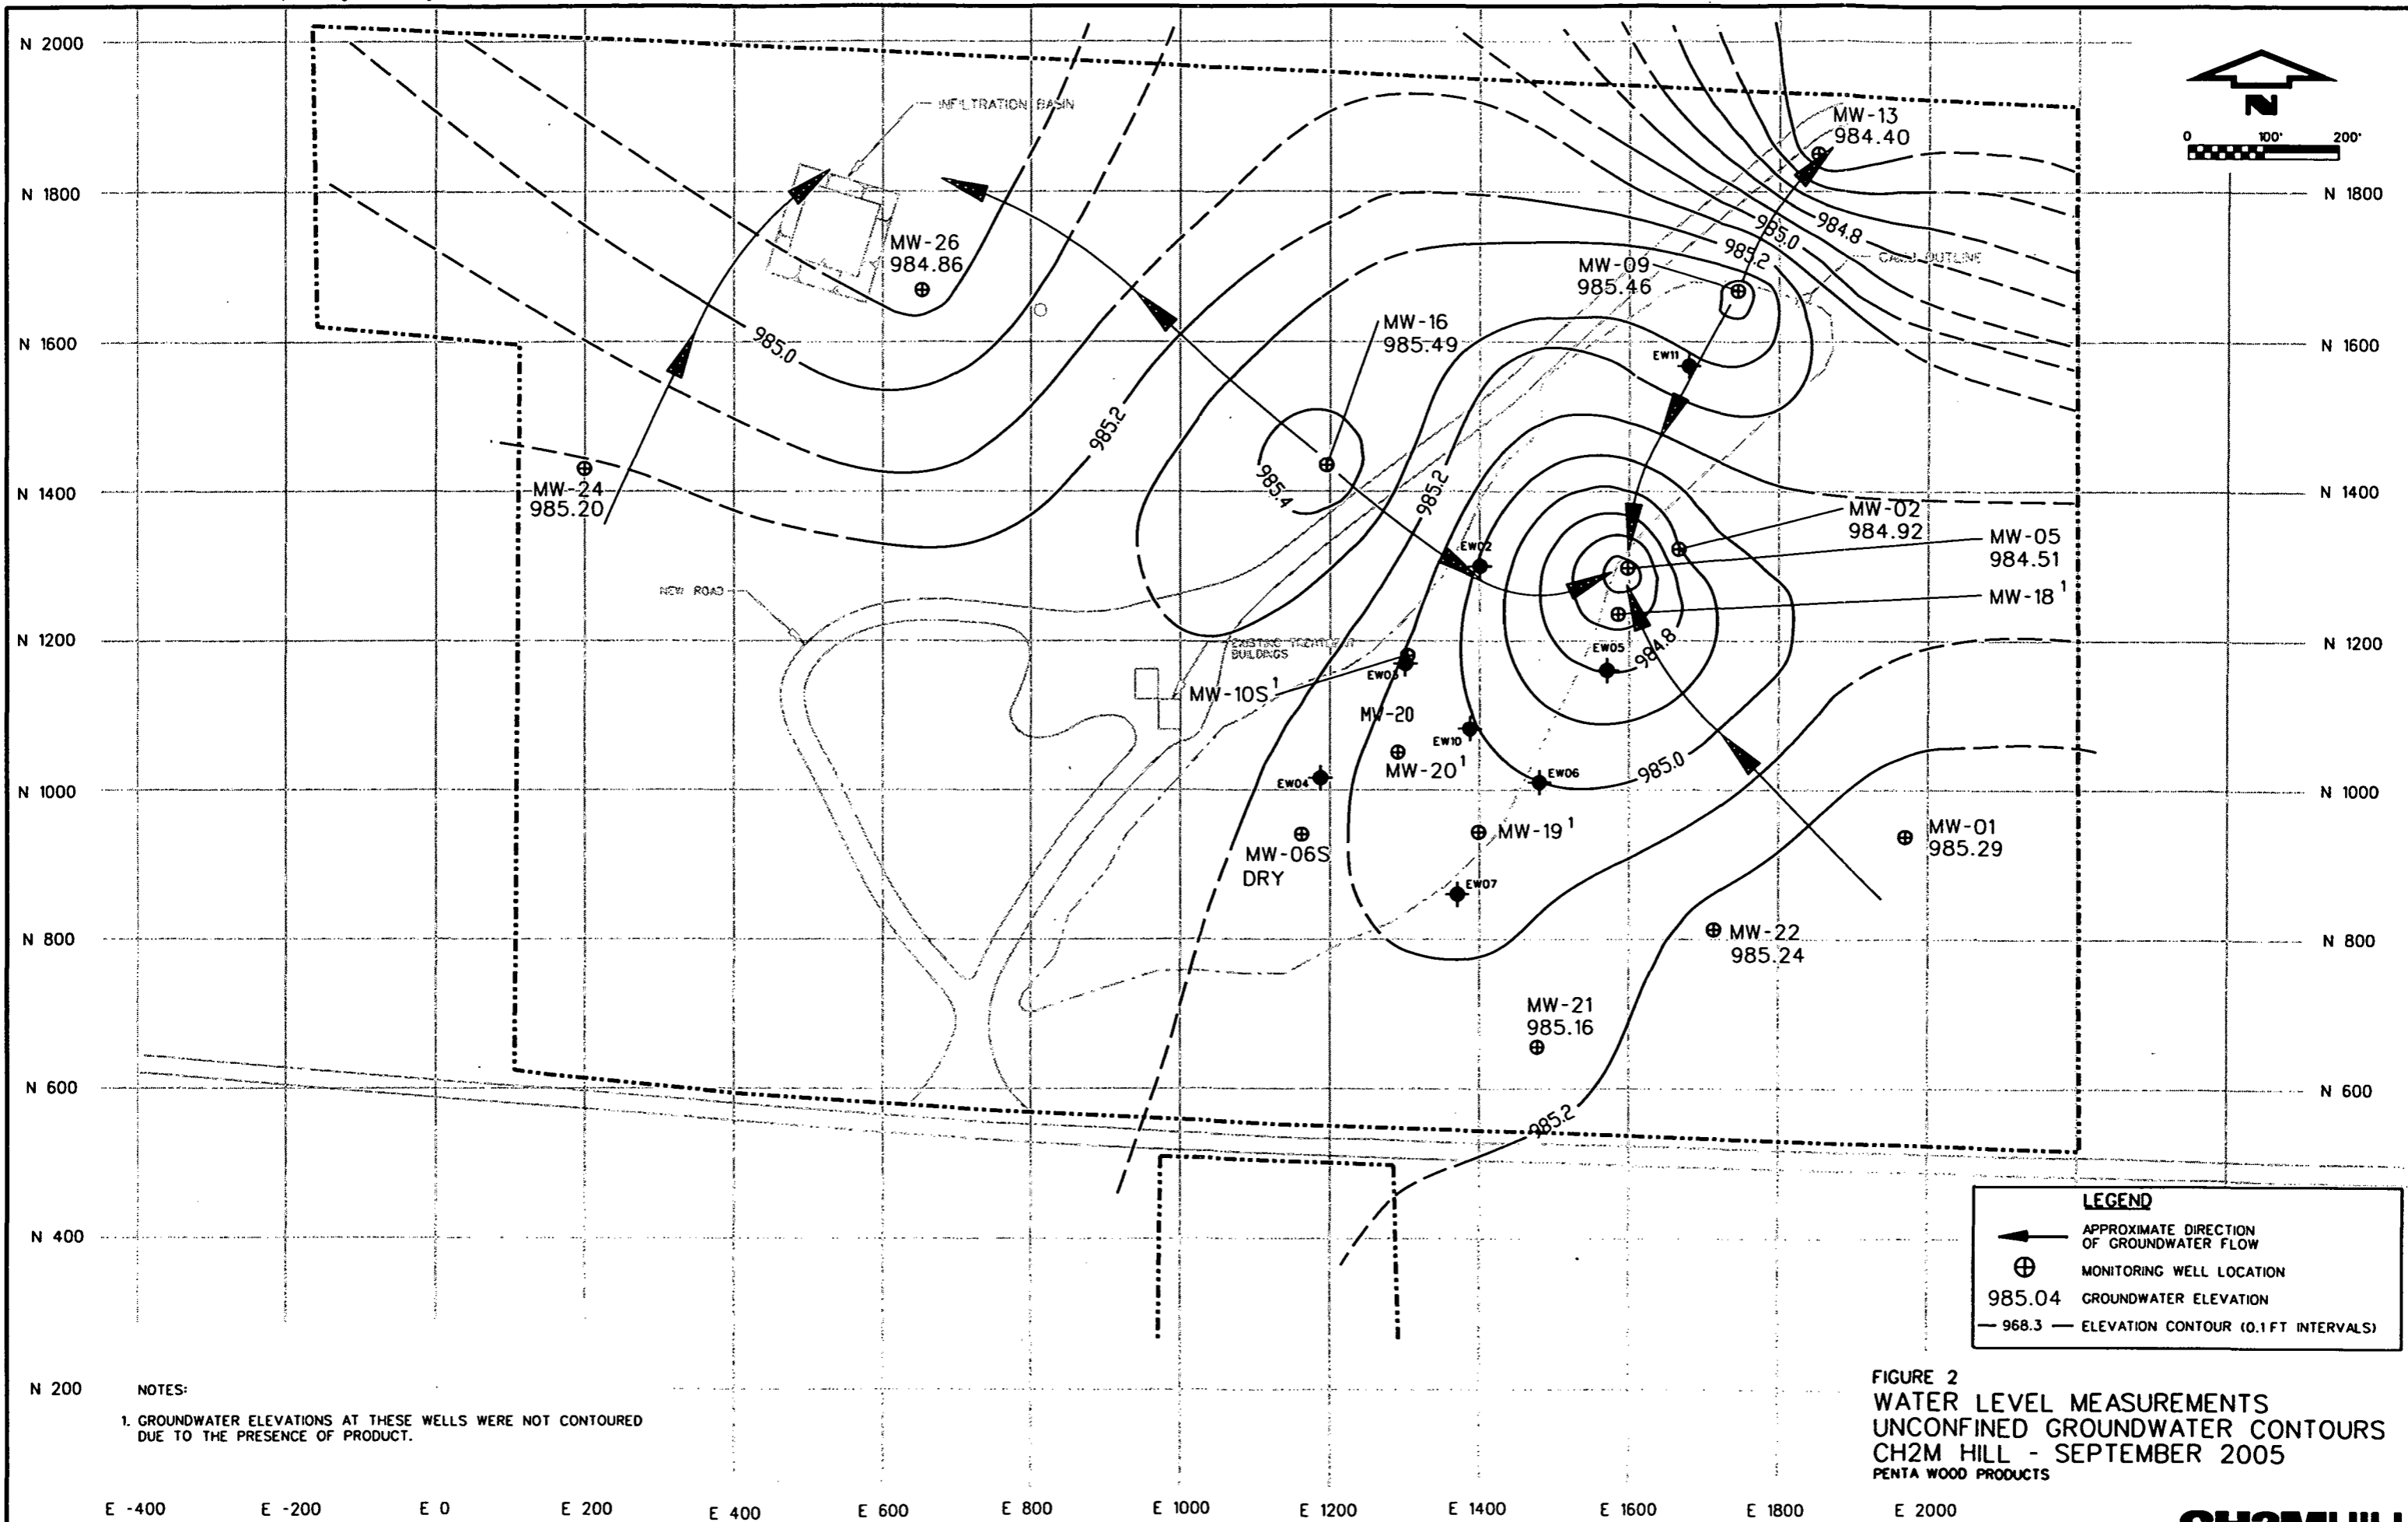 N 2000
INFILTRATION BASIN
MW-13
984.40
N
0 100' 200'
N 1800
N 1800
MW-26
984.86
985.0
984.8
985.2
MW-09
985.46
MW-16
985.49
N 1600
985.0
EW11
N 1600
985.2
985.4
985.2
N 1400
MW-24
985.20
N 1400
MW-02
984.92
MW-05
984.51
MW-18 1
EW02
NEW ROAD
N 1200
EXISTING TREATMENT
BUILDINGS
EW05
984.8
N 1200
EW03
MW-10S 1
MW-20
EW10
MW-20 1
EW06
985.0
N 1000
EW04
N 1000
MW-19 1
MW-01
985.29
MW-06S
DRY
EW07
N 800
MW-22
985.24
N 800
MW-21
985.16
N 600
985.2
N 600
N 400
LEGEND
APPROXIMATE DIRECTION
OF GROUNDWATER FLOW
MONITORING WELL LOCATION
985.04 GROUNDWATER ELEVATION
968.3 ELEVATION CONTOUR (0.1 FT INTERVALS)
N 200
NOTES:
1. GROUNDWATER ELEVATIONS AT THESE WELLS WERE NOT CONTOURED
DUE TO THE PRESENCE OF PRODUCT.
FIGURE 2
WATER LEVEL MEASUREMENTS
UNCONFINED GROUNDWATER CONTOURS
CH2M HILL - SEPTEMBER 2005
PENTA WOOD PRODUCTS
E -400 E -200 E 0 E 200 E 400 E 600 E 800 E 1000 E 1200 E 1400 E 1600 E 1800 E 2000
CH2MHILL